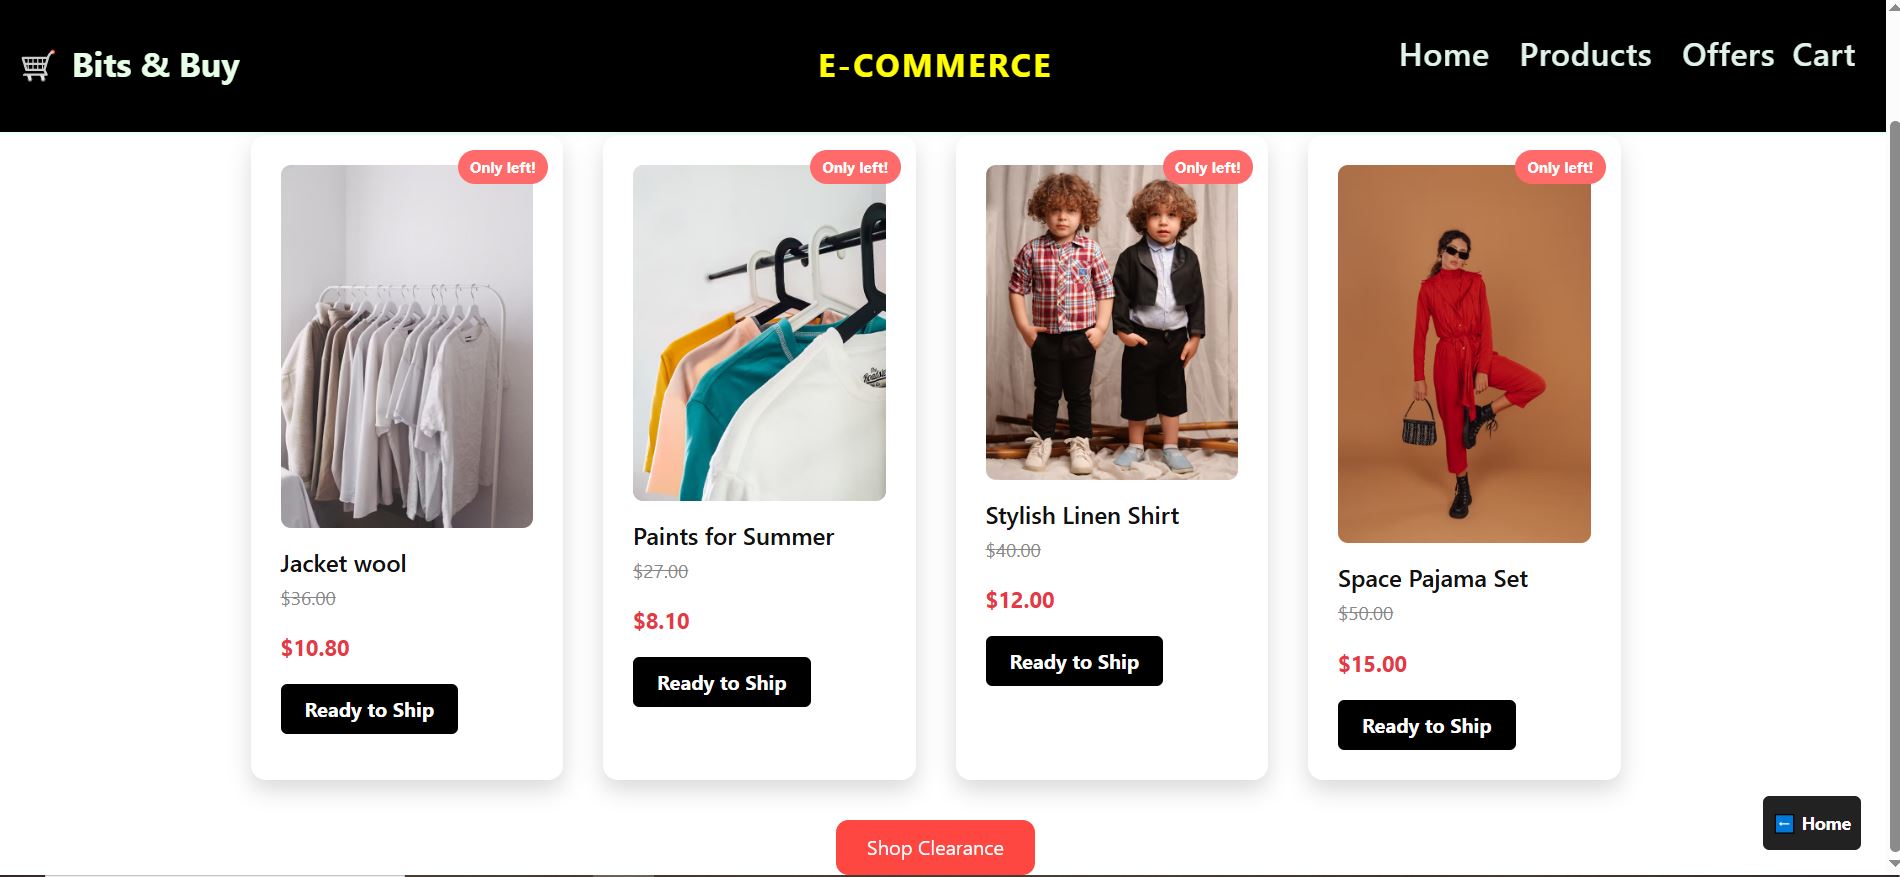 Bits & Buy
E-COMMERCE
Home Products Offers Cart
Only left!
Jacket wool
$36.00
$10.80
Ready to Ship
Only left!
Paints for Summer
$27.00
$8.10
Ready to Ship
Only left!
Stylish Linen Shirt
$40.00
$12.00
Ready to Ship
Only left!
Space Pajama Set
$50.00
$15.00
Ready to Ship
Shop Clearance
← Home